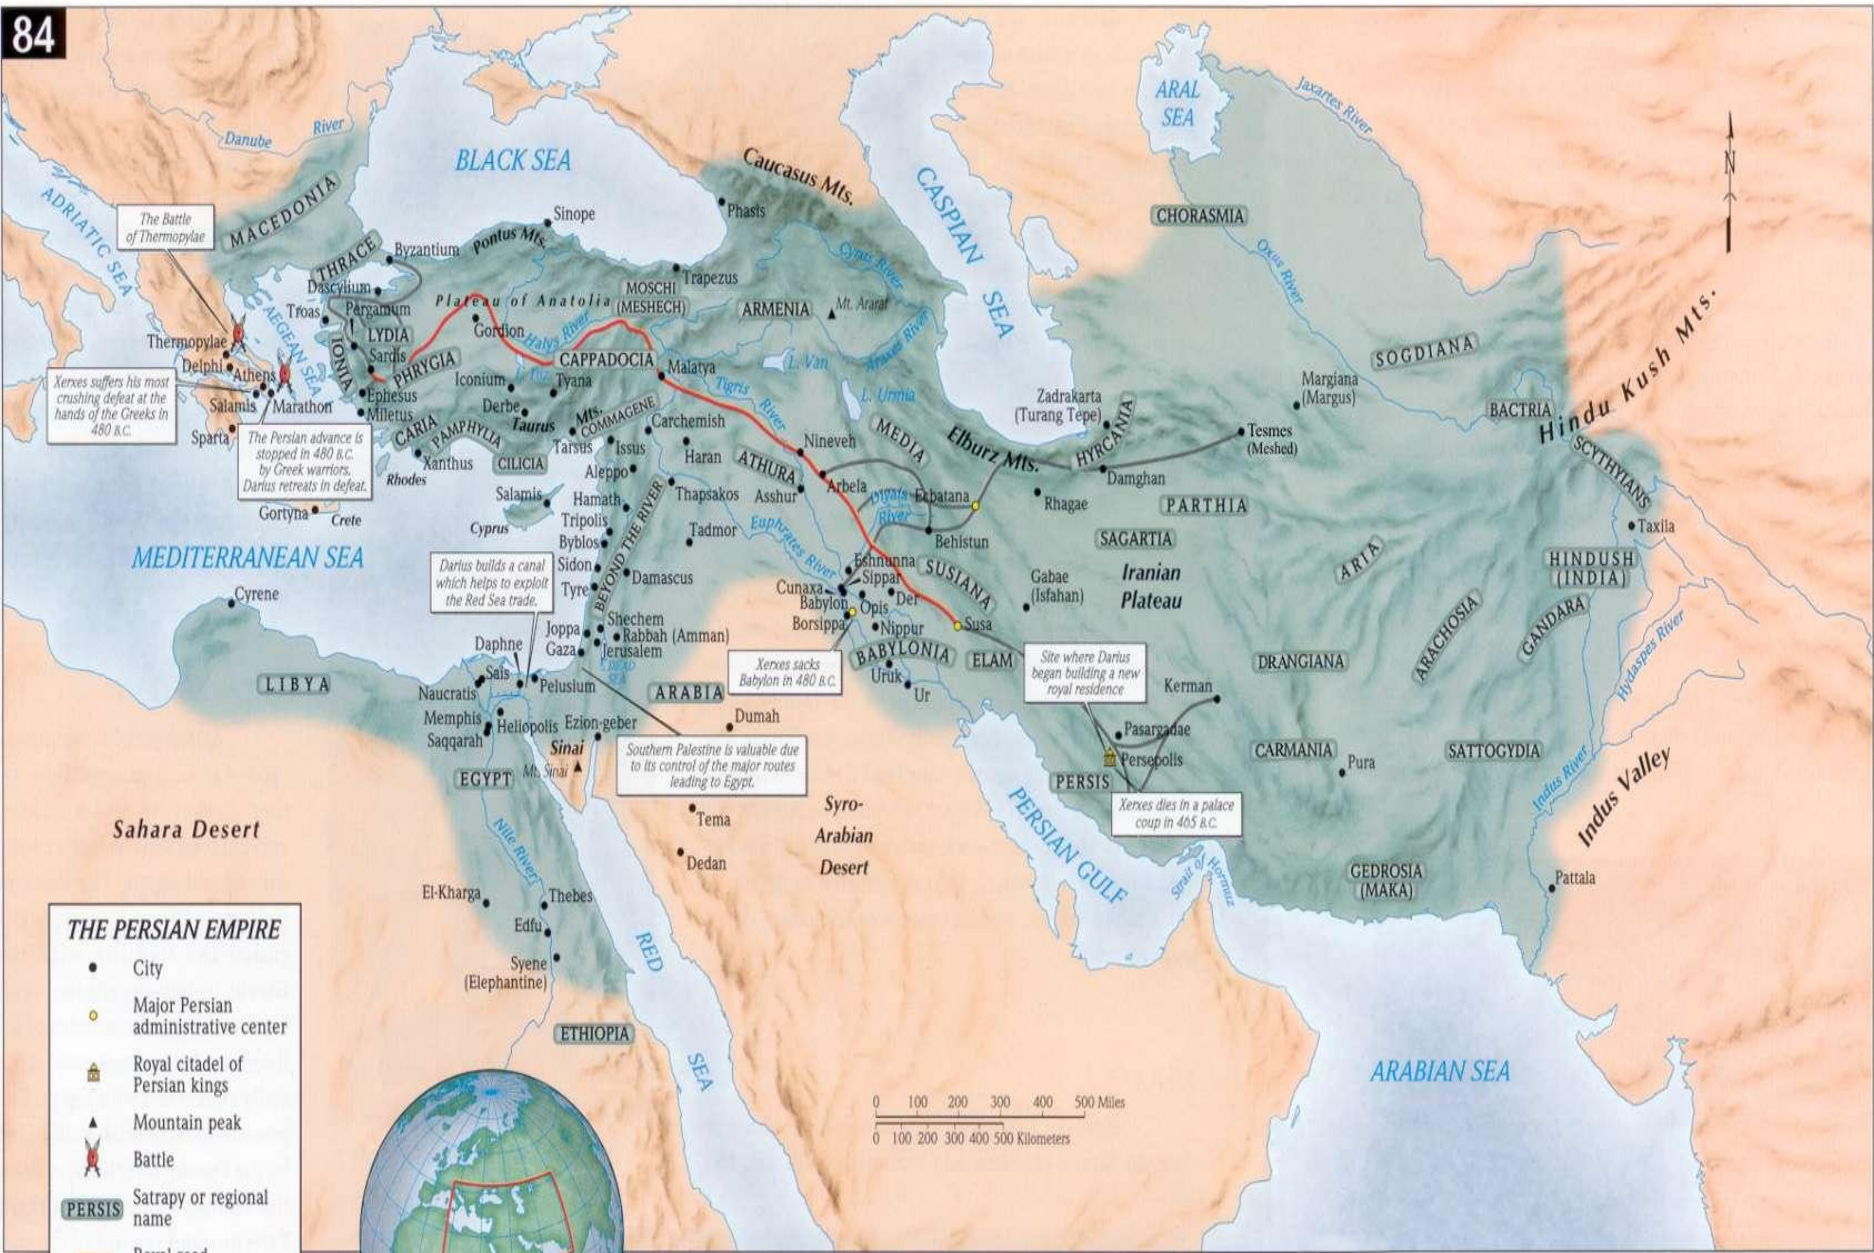 84
Danube
River
BLACK SEA
Caucasus Mts.
CASPIAN
SEA
ARAL
SEA
Jaxartes River
N
ADRIATIC SEA
The Battle
of Thermopylae
MACEDONIA
THRACE
Byzantium
Sinope
Pontus Mts.
Phasis
Cyrus River
CHORASMIA
Oxus River
Dascylium
Plateau of Anatolia
Trapezus
MOSCHI
(MESHECH)
ARMENIA
Mt. Ararat
Troas
Pergamum
AEGEAN SEA
LYDIA
Gordion
Halys River
Araxes River
Thermopylae
IONIA
Sardis
PHRYGIA
CAPPADOCIA
Malatya
L. Van
SOGDIANA
Hindu Kush Mts.
Delphi
Athens
Xerxes suffers his most
crushing defeat at the
hands of the Greeks in
480 B.C.
Iconium
Tyana
Tigris
River
L. Urmia
Zadrakarta
(Turang Tepe)
Margiana
(Margus)
BACTRIA
Salamis
Marathon
Ephesus
Miletus
Derbe
Taurus
Mts.
COMMAGENE
Carchemish
HYRCANIA
Sparta
The Persian advance is
stopped in 480 B.C.
by Greek warriors.
Darius retreats in defeat.
CARIA
PAMPHYLIA
Tarsus
Issus
Haran
Nineveh
MEDIA
Elburz Mts.
Tesmes
(Meshed)
SCYTHYIANS
Xanthus
CILICIA
Rhodes
Aleppo
ATHURA
Arbela
Damghan
Salamis
Hamath
Thapsakos
Asshur
Diyala
River
Ecbatana
Rhagae
PARTHIA
Gortyna
Crete
Cyprus
Tripolis
BEYOND THE RIVER
Tadmor
Euphrates River
Behistun
SAGARTIA
Taxila
MEDITERRANEAN SEA
Byblos
Sidon
Darius builds a canal
which helps to exploit
the Red Sea trade.
Damascus
Tyre
Eshnunna
Sippar
SUSIANA
Iranian
Plateau
ARIA
HINDUSH
(INDIA)
Cyrene
Cunaxa
Babylon
Opis
Der
Gabae
(Isfahan)
Borsippa
Nippur
Susa
ARACHOSIA
GANDARA
Hydaspes River
Shechem
Joppa
Rabbah (Amman)
Daphne
Gaza
Jerusalem
DEAD
SEA
BABYLONIA
ELAM
Xerxes sacks
Babylon in 480 B.C.
Site where Darius
began building a new
royal residence
DRANGIANA
LIBYA
Sais
Naucratis
Pelusium
ARABIA
Uruk
Ur
Kerman
Memphis
Heliopolis
Ezion-geber
Dumah
Saqqarah
Sinai
Mt. Sinai
Southern Palestine is valuable due
to its control of the major routes
leading to Egypt.
Pasargadae
Persepolis
PERSIS
CARMANIA
Pura
SATTOGYDIA
Indus River
Indus Valley
EGYPT
Xerxes dies in a palace
coup in 465 B.C.
Sahara Desert
Nile River
Tema
Syro-
Arabian
Desert
PERSIAN GULF
Dedan
Strait of
Hormuz
GEDROSIA
(MAKA)
Pattala
El-Kharga
Thebes
Edfu
Syene
(Elephantine)
RED
SEA
ETHIOPIA
ARABIAN SEA
THE PERSIAN EMPIRE
City
Major Persian
administrative center
Royal citadel of
Persian kings
Mountain peak
Battle
PERSIS
Satrapy or regional
name
Royal road
0 100 200 300 400 500 Miles
0 100 200 300 400 500 Kilometers